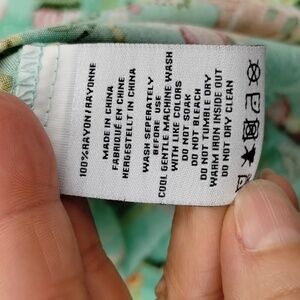 100%RAYON/RAYONNE
MADE IN CHINA
FABRIQUÉ EN CHINE
HERGESTELLT IN CHINA
WASH SEPERATELY
BEFORE USE
COOL GENTLE MACHINE WASH
WITH LIKE COLORS
DO NOT SOAK
DO NOT BLEACH
DO NOT TUMBLE DRY
WARM IRON INSIDE OUT
DO NOT DRY CLEAN